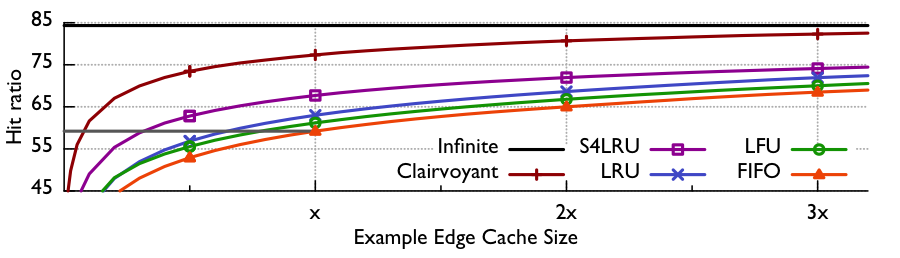 85
75
65
55
45
Hit ratio
Infinite S4LRU LFU
Clairvoyant LRU FIFO
x 2x 3x
Example Edge Cache Size